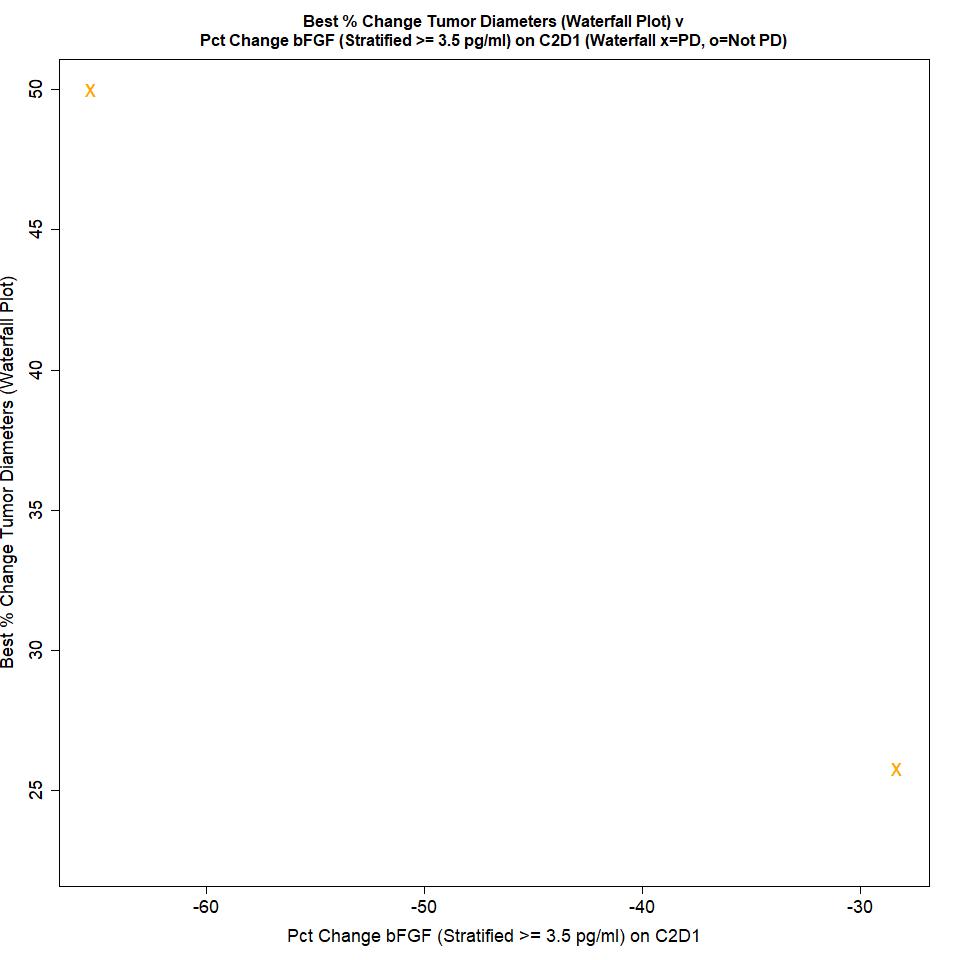 Best % Change Tumor Diameters (Waterfall Plot) v
Pct Change bFGF (Stratified >= 3.5 pg/ml) on C2D1 (Waterfall x=PD, o=Not PD)
Best % Change Tumor Diameters (Waterfall Plot)
50
45
40
35
30
25
X
X
-60
-50
-40
-30
Pct Change bFGF (Stratified >= 3.5 pg/ml) on C2D1